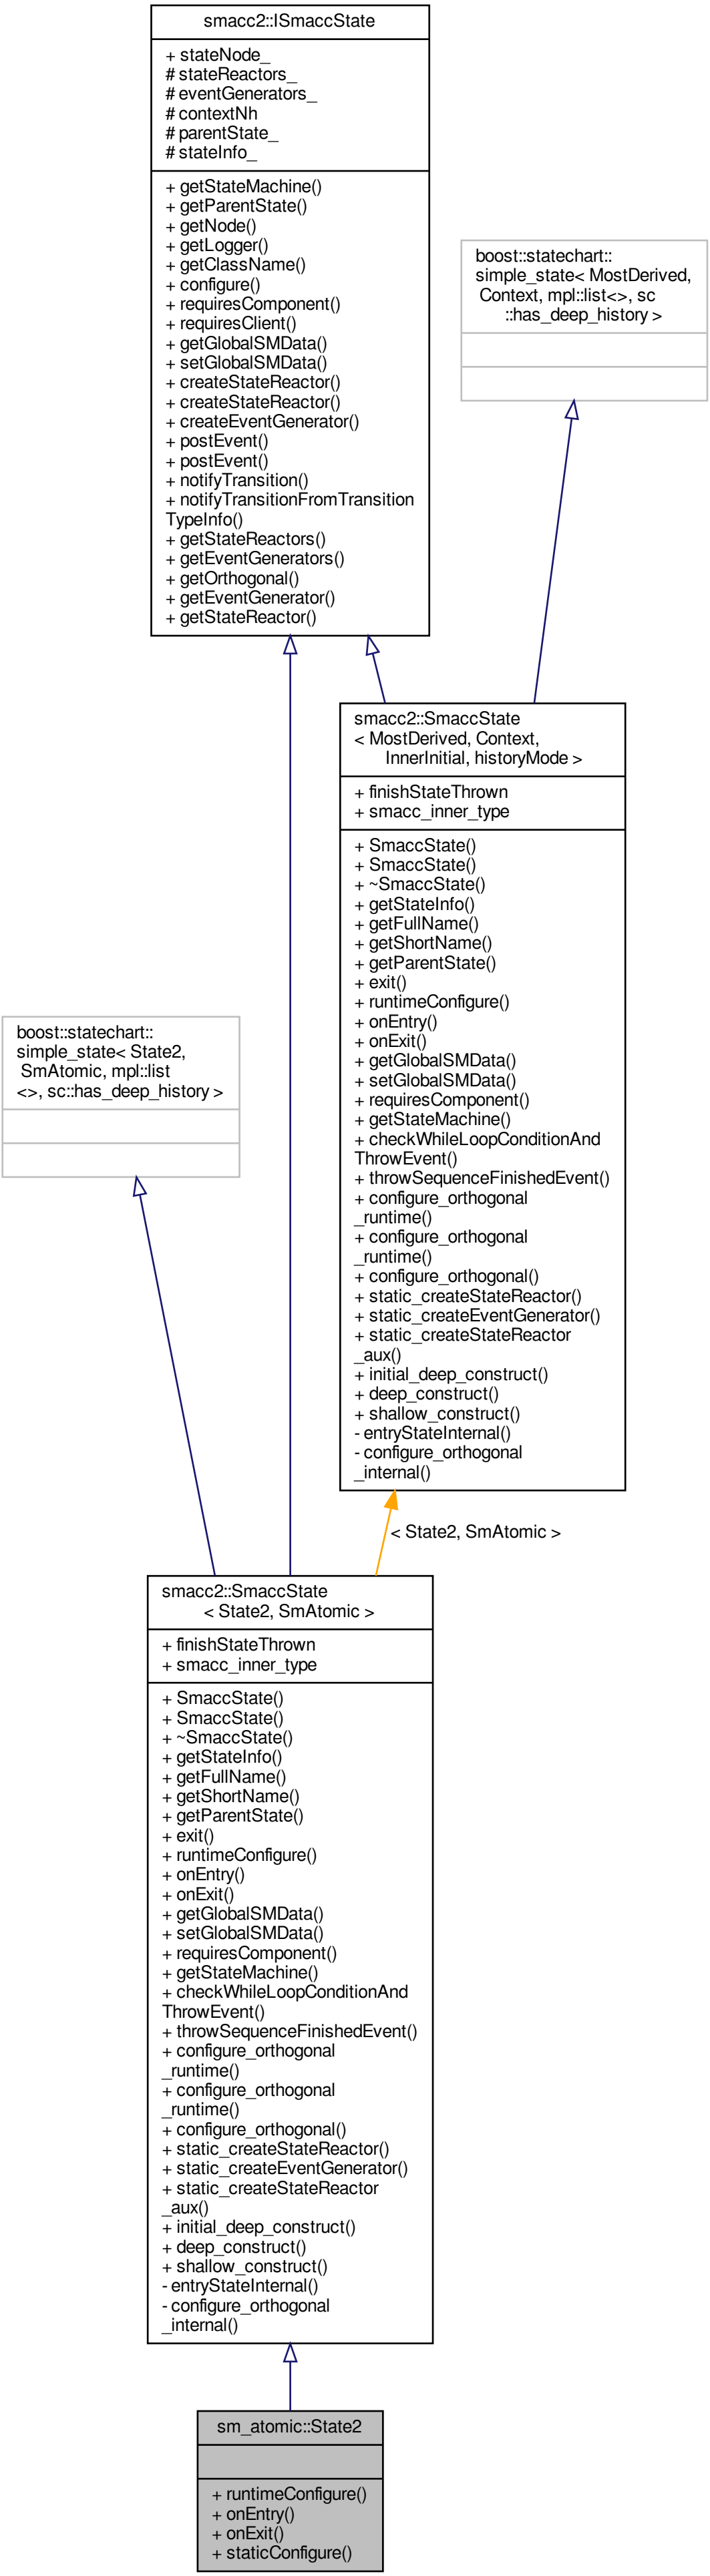 smacc2::ISmaccState
+ stateNode_
# stateReactors_
# eventGenerators_
# contextNh
# parentState_
# stateInfo_
+ getStateMachine()
+ getParentState()
+ getNode()
+ getLogger()
+ getClassName()
+ configure()
+ requiresComponent()
+ requiresClient()
+ getGlobalSMData()
+ setGlobalSMData()
+ createStateReactor()
+ createStateReactor()
+ createEventGenerator()
+ postEvent()
+ postEvent()
+ notifyTransition()
+ notifyTransitionFromTransition
TypeInfo()
+ getStateReactors()
+ getEventGenerators()
+ getOrthogonal()
+ getEventGenerator()
+ getStateReactor()
boost::statechart::
simple_state< MostDerived,
Context, mpl::list<>, sc
::has_deep_history >
smacc2::SmaccState
< MostDerived, Context,
InnerInitial, historyMode >
+ finishStateThrown
+ smacc_inner_type
+ SmaccState()
+ SmaccState()
+ ~SmaccState()
+ getStateInfo()
+ getFullName()
+ getShortName()
+ getParentState()
+ exit()
+ runtimeConfigure()
+ onEntry()
+ onExit()
+ getGlobalSMData()
+ setGlobalSMData()
+ requiresComponent()
+ getStateMachine()
+ checkWhileLoopConditionAnd
ThrowEvent()
+ throwSequenceFinishedEvent()
+ configure_orthogonal
_runtime()
+ configure_orthogonal
_runtime()
+ configure_orthogonal()
+ static_createStateReactor()
+ static_createEventGenerator()
+ static_createStateReactor
_aux()
+ initial_deep_construct()
+ deep_construct()
+ shallow_construct()
- entryStateInternal()
- configure_orthogonal
_internal()
boost::statechart::
simple_state< State2,
SmAtomic, mpl::list
<>, sc::has_deep_history >
< State2, SmAtomic >
smacc2::SmaccState
< State2, SmAtomic >
+ finishStateThrown
+ smacc_inner_type
+ SmaccState()
+ SmaccState()
+ ~SmaccState()
+ getStateInfo()
+ getFullName()
+ getShortName()
+ getParentState()
+ exit()
+ runtimeConfigure()
+ onEntry()
+ onExit()
+ getGlobalSMData()
+ setGlobalSMData()
+ requiresComponent()
+ getStateMachine()
+ checkWhileLoopConditionAnd
ThrowEvent()
+ throwSequenceFinishedEvent()
+ configure_orthogonal
_runtime()
+ configure_orthogonal
_runtime()
+ configure_orthogonal()
+ static_createStateReactor()
+ static_createEventGenerator()
+ static_createStateReactor
_aux()
+ initial_deep_construct()
+ deep_construct()
+ shallow_construct()
- entryStateInternal()
- configure_orthogonal
_internal()
sm_atomic::State2
+ runtimeConfigure()
+ onEntry()
+ onExit()
+ staticConfigure()